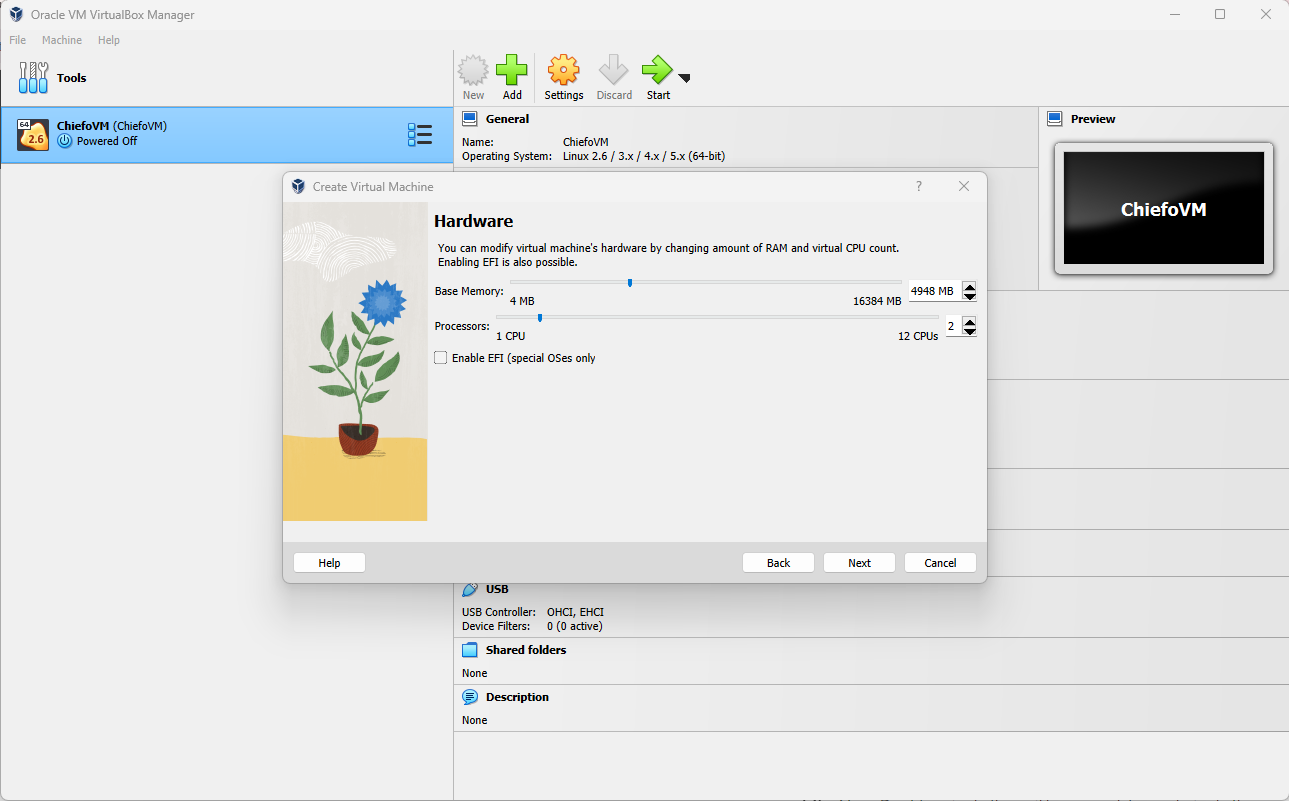 Oracle VM VirtualBox Manager
File Machine Help
Tools
New Add Settings Discard Start
64
2.6
ChiefoVM (ChiefoVM)
Powered Off
General
Name: ChiefoVM
Operating System: Linux 2.6 / 3.x / 4.x / 5.x (64-bit)
Preview
ChiefoVM
Create Virtual Machine
?
Hardware
You can modify virtual machine's hardware by changing amount of RAM and virtual CPU count.
Enabling EFI is also possible.
Base Memory: 4948 MB
4 MB 16384 MB
Processors: 2
1 CPU 12 CPUs
Enable EFI (special OSes only
Help Back Next Cancel
USB
USB Controller: OHCI, EHCI
Device Filters: 0 (0 active)
Shared folders
None
Description
None